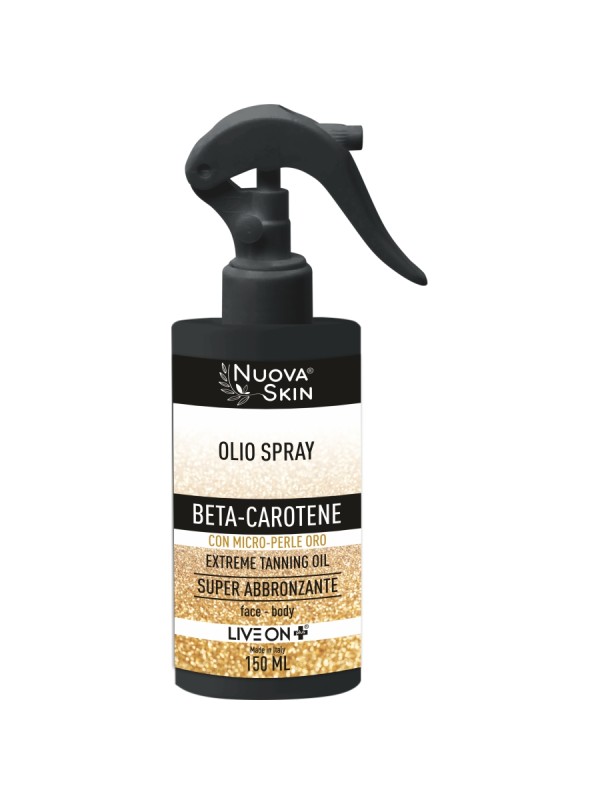 NUOVA®
SKIN
OLIO SPRAY
BETA-CAROTENE
CON MICRO-PERLE ORO
EXTREME TANNING OIL
SUPER ABBRONZANTE
face - body
LIVE ON plus®
Made in Italy
150 ML